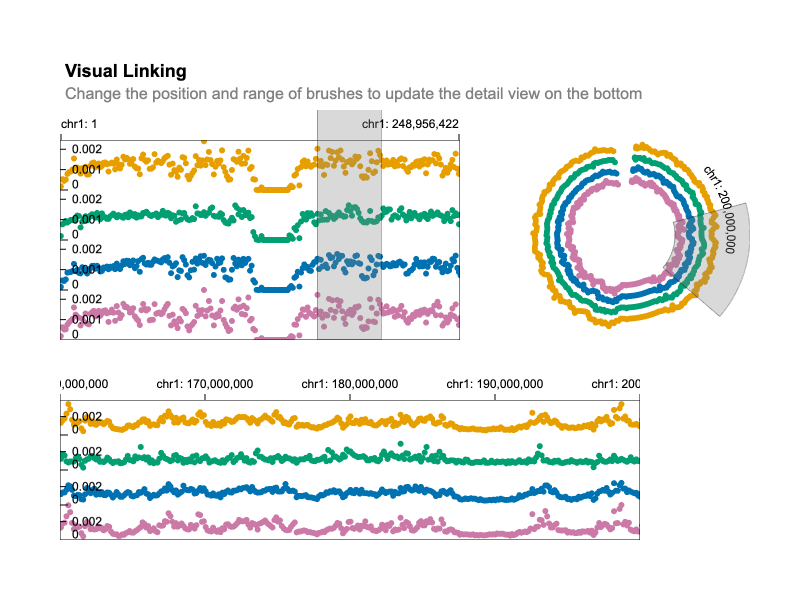 Visual Linking
Change the position and range of brushes to update the detail view on the bottom
chr1: 1
chr1: 248,956,422
0.002
0.001
0
0.002
0.001
0
0.002
0.001
0
0.002
0.001
0
chr1: 200,000,000
0,000,000
chr1: 170,000,000
chr1: 180,000,000
chr1: 190,000,000
chr1: 200
0.002
0
0.002
0
0.002
0
0.002
0